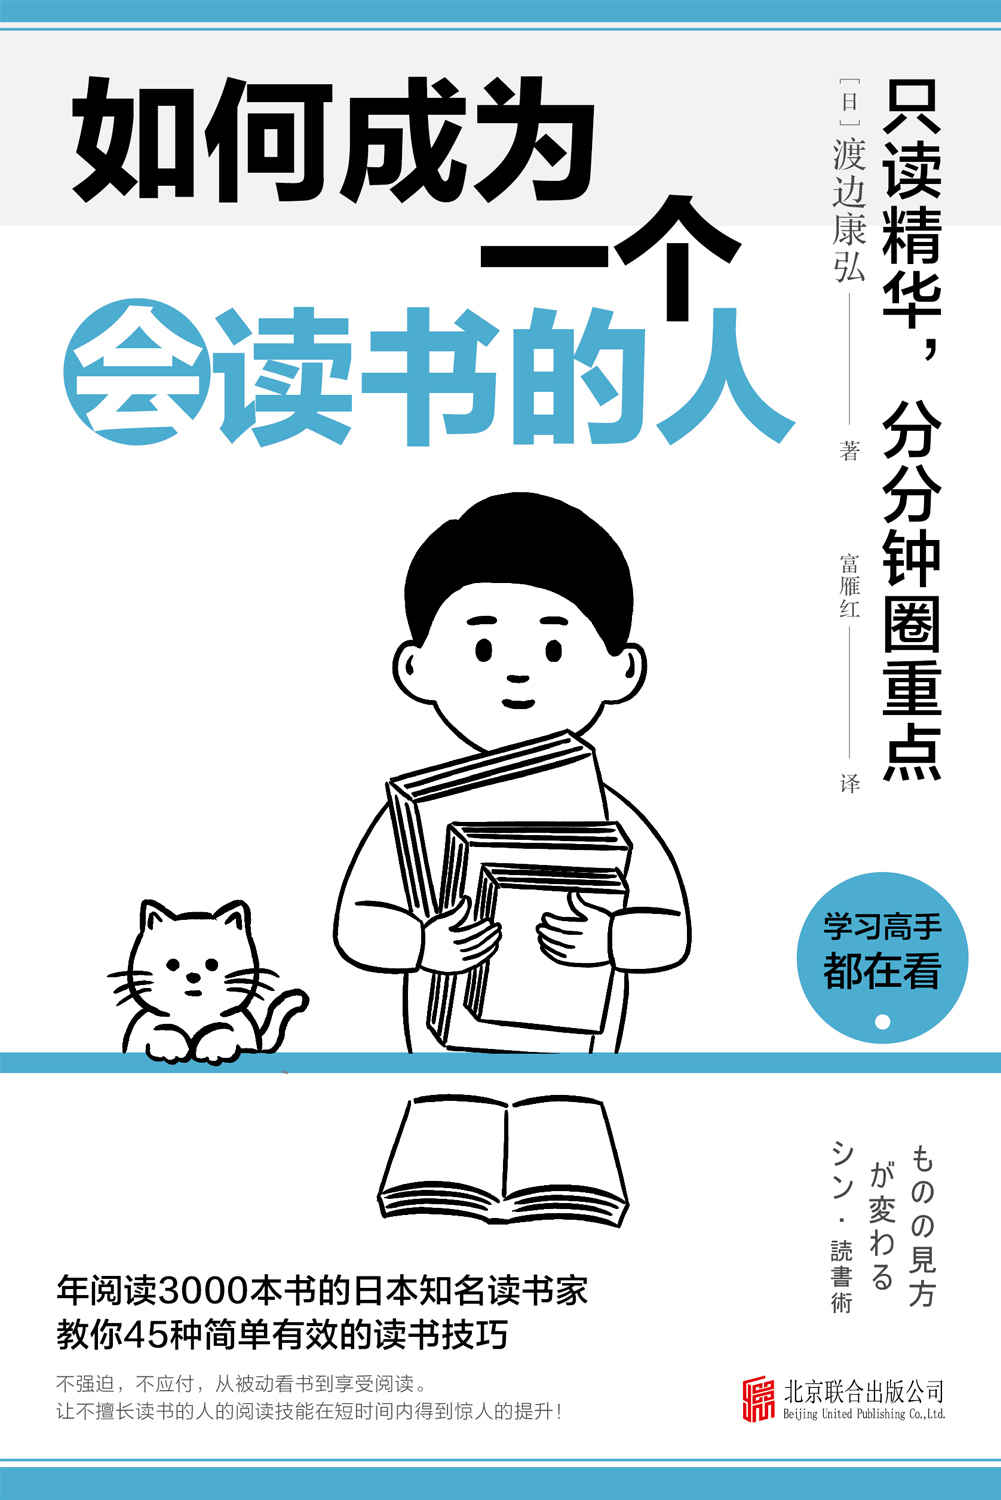 如何成为
一个
会读书的人
只读精华，分分钟圈重点
［日］渡边康弘 著
富雁红 译
学习高手
都在看
ものの見方
が変わる
シン・読書術
年阅读3000本书的日本知名读书家
教你45种简单有效的读书技巧
不强迫，不应付，从被动看书到享受阅读。
让不擅长读书的人的阅读技能在短时间内得到惊人的提升！
北京联合出版公司
Beijing United Publishing Co.,Ltd.